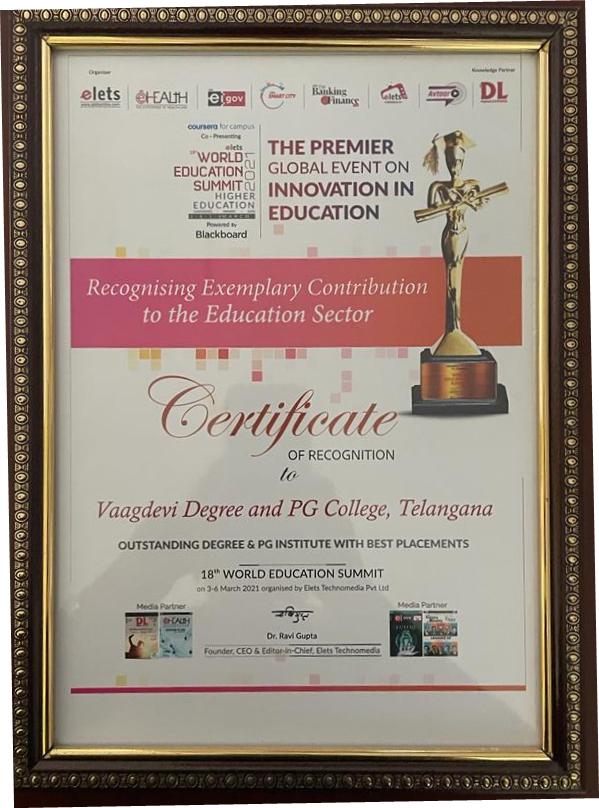 Organiser
Knowledge Partner
elets
eHEALTH
egov
SMART CITY
Banking & Finance
elets
Avtaar
DL
coursera for campus
Co - Presenting
elets
WORLD
EDUCATION
SUMMIT 2021
HIGHER
EDUCATION
Powered By
Blackboard
THE PREMIER
GLOBAL EVENT ON
INNOVATION IN
EDUCATION
Recognising Exemplary Contribution
to the Education Sector
Certificate
OF RECOGNITION
to
Vaagdevi Degree and PG College, Telangana
OUTSTANDING DEGREE & PG INSTITUTE WITH BEST PLACEMENTS
18th WORLD EDUCATION SUMMIT
on 3-6 March 2021 organised by Elets Technomedia Pvt Ltd
Media Partner
Media Partner
DL
eHEALTH
Dr. Ravi Gupta
Founder, CEO & Editor-in-Chief, Elets Technomedia